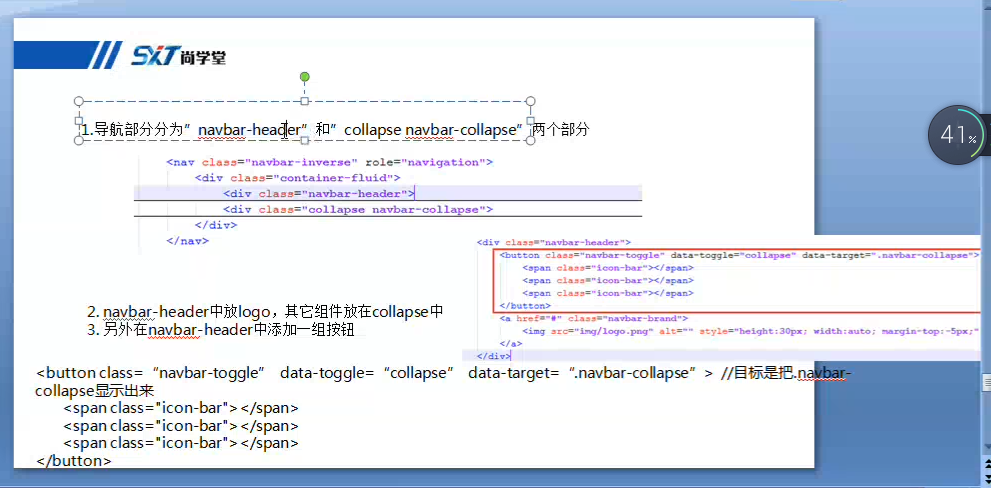 SXT尚学堂
1.导航部分分为”navbar-header”和”collapse navbar-collapse”两个部分
41%
<nav class="navbar-inverse" role="navigation">
<div class="container-fluid">
<div class="navbar-header">
<div class="collapse navbar-collapse">
</div>
</nav>
<div class="navbar-header">
<button class="navbar-toggle" data-toggle="collapse" data-target=".navbar-collapse">
<span class="icon-bar"></span>
<span class="icon-bar"></span>
<span class="icon-bar"></span>
</button>
<a href="#" class="navbar-brand">
<img src="img/logo.png" alt="" style="height:30px; width:auto; margin-top:-5px;"
</a>
</div>
2. navbar-header中放logo，其它组件放在collapse中
3. 另外在navbar-header中添加一组按钮
<button class=“navbar-toggle” data-toggle=“collapse” data-target=“.navbar-collapse”> //目标是把.navbar-
collapse显示出来
<span class="icon-bar"></span>
<span class="icon-bar"></span>
<span class="icon-bar"></span>
</button>